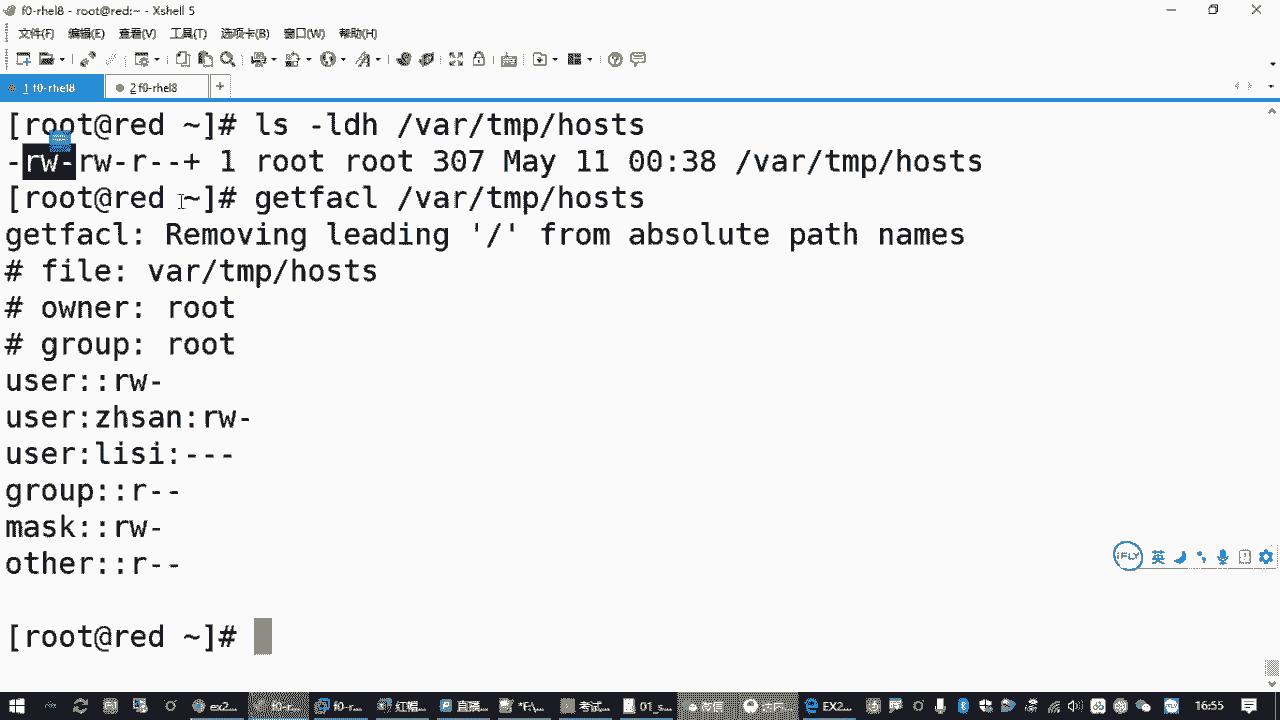 f0-rhel8 - root@red:~ - Xshell 5
文件(F) 编辑(E) 查看(V) 工具(T) 选项卡(B) 窗口(W) 帮助(H)
1 f0-rhel8
2 f0-rhel8
[root@red ~]# ls -ldh /var/tmp/hosts
-rw-rw-r--+ 1 root root 307 May 11 00:38 /var/tmp/hosts
[root@red ~]# getfacl /var/tmp/hosts
getfacl: Removing leading '/' from absolute path names
# file: var/tmp/hosts
# owner: root
# group: root
user::rw-
user:zhsan:rw-
user:lisi:---
group::r--
mask::rw-
other::r--
[root@red ~]#
iFLY 英
ex2... f0-r... f0-r... 红帽... 直播... *E\... 考试... 01_s... 微信 EX2... 16:55